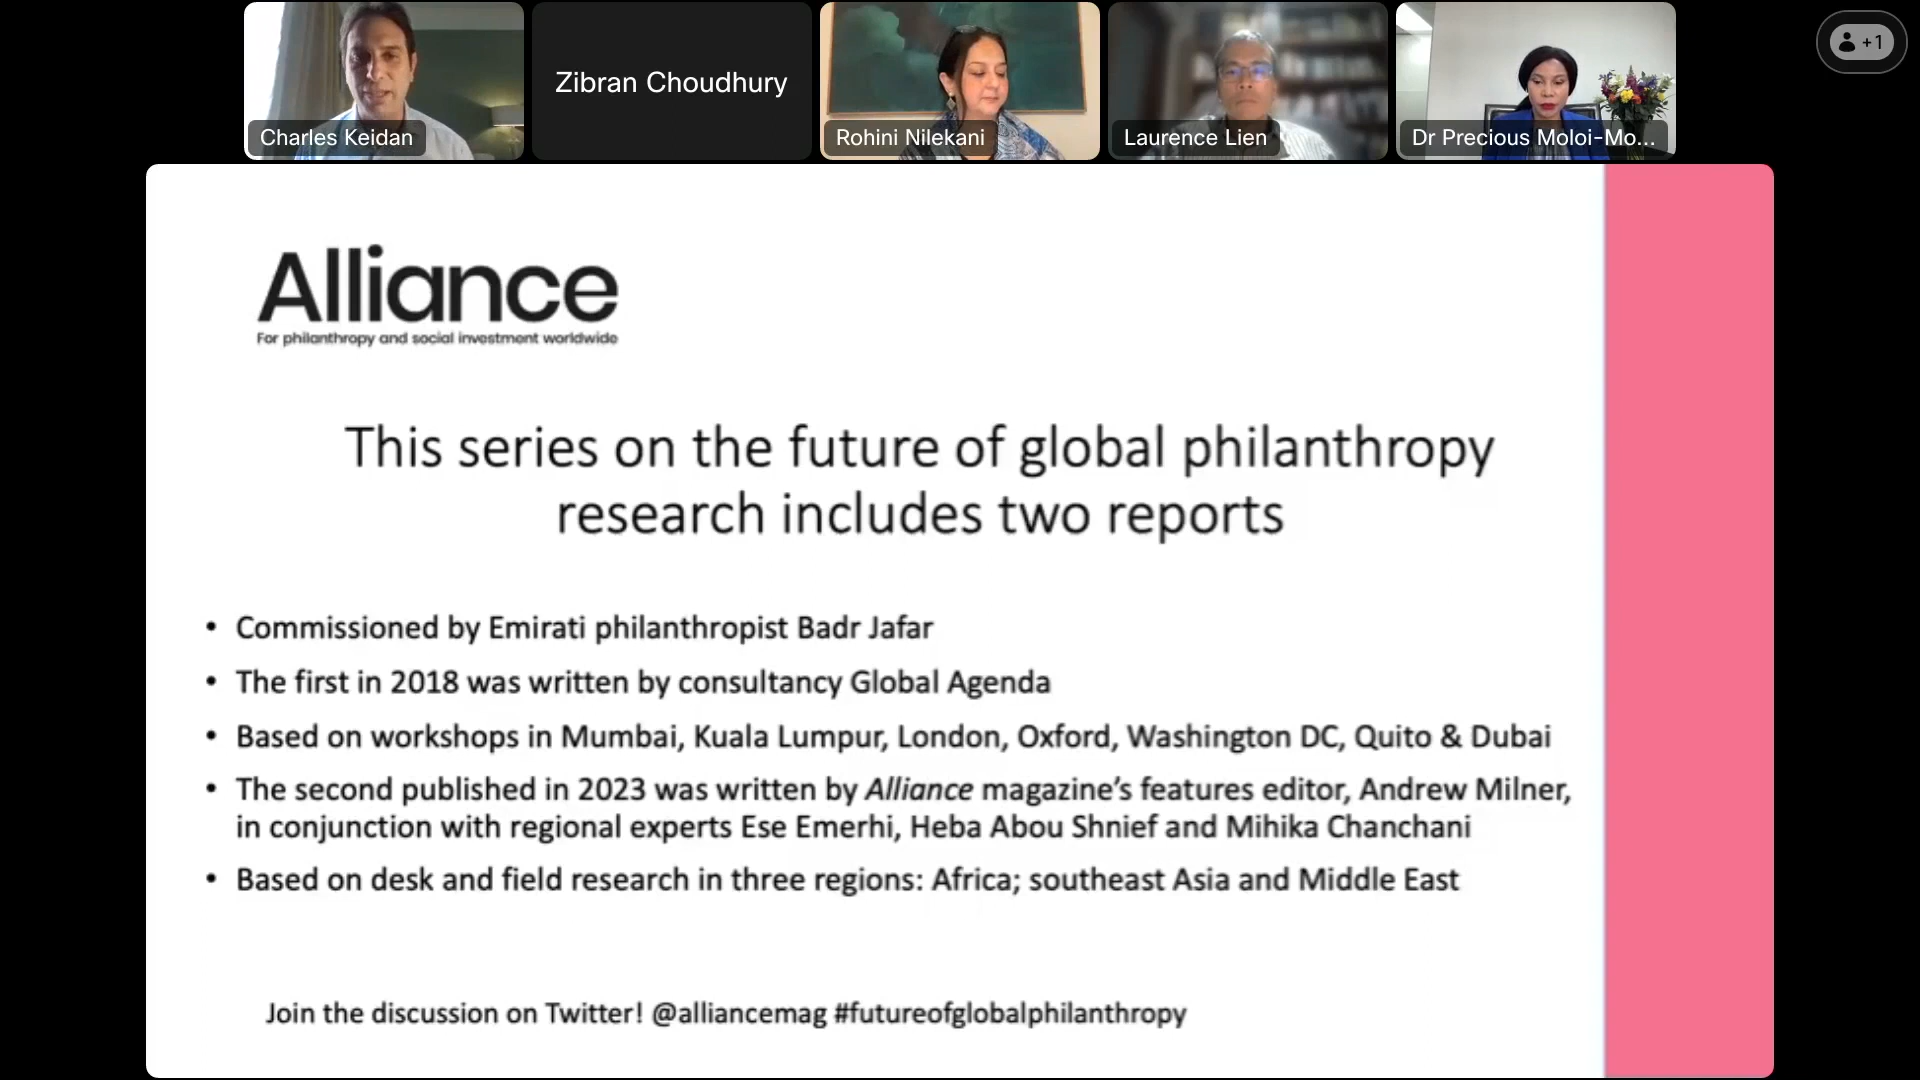 Charles Keidan
Zibran Choudhury
Rohini Nilekani
Laurence Lien
Dr Precious Moloi-Mo...
+1
Alliance
For philanthropy and social investment worldwide
This series on the future of global philanthropy
research includes two reports
• Commissioned by Emirati philanthropist Badr Jafar
• The first in 2018 was written by consultancy Global Agenda
• Based on workshops in Mumbai, Kuala Lumpur, London, Oxford, Washington DC, Quito & Dubai
• The second published in 2023 was written by Alliance magazine’s features editor, Andrew Milner,
in conjunction with regional experts Ese Emerhi, Heba Abou Shnief and Mihika Chanchani
• Based on desk and field research in three regions: Africa; southeast Asia and Middle East
Join the discussion on Twitter! @alliancemag #futureofglobalphilanthropy